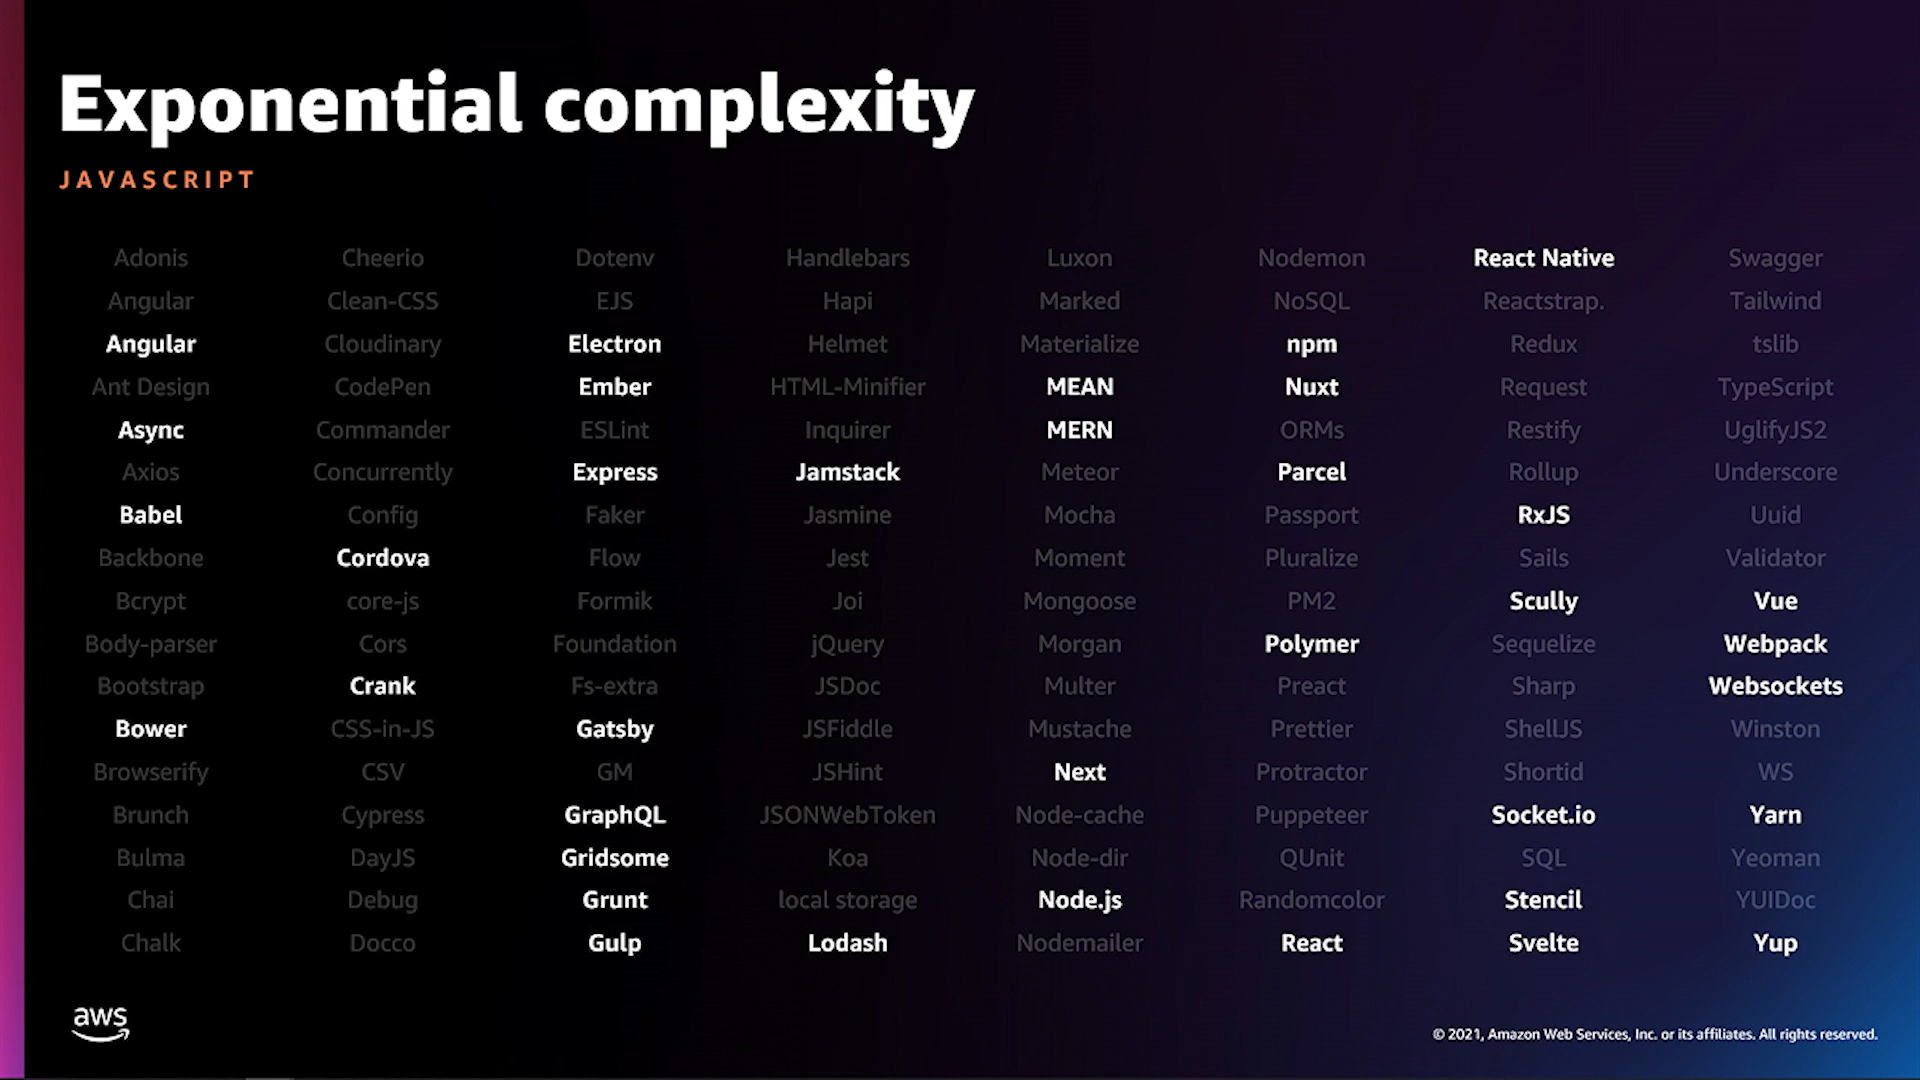 Exponential complexity
JAVASCRIPT
Adonis Cheerio Dotenv Handlebars Luxon Nodemon React Native Swagger
Angular Clean-CSS EJS Hapi Marked NoSQL Reactstrap. Tailwind
Angular Cloudinary Electron Helmet Materialize npm Redux tslib
Ant Design CodePen Ember HTML-Minifier MEAN Nuxt Request TypeScript
Async Commander ESLint Inquirer MERN ORMs Restify UglifyJS2
Axios Concurrently Express Jamstack Meteor Parcel Rollup Underscore
Babel Config Faker Jasmine Mocha Passport RxJS Uuid
Backbone Cordova Flow Jest Moment Pluralize Sails Validator
Bcrypt core-js Formik Joi Mongoose PM2 Scully Vue
Body-parser Cors Foundation jQuery Morgan Polymer Sequelize Webpack
Bootstrap Crank Fs-extra JSDoc Multer Preact Sharp Websockets
Bower CSS-in-JS Gatsby JSFiddle Mustache Prettier ShellJS Winston
Browserify CSV GM JSHint Next Protractor Shortid WS
Brunch Cypress GraphQL JSONWebToken Node-cache Puppeteer Socket.io Yarn
Bulma DayJS Gridsome Koa Node-dir QUnit SQL Yeoman
Chai Debug Grunt local storage Node.js Randomcolor Stencil YUIDoc
Chalk Docco Gulp Lodash Nodemailer React Svelte Yup
aws
© 2021, Amazon Web Services, Inc. or its affiliates. All rights reserved.